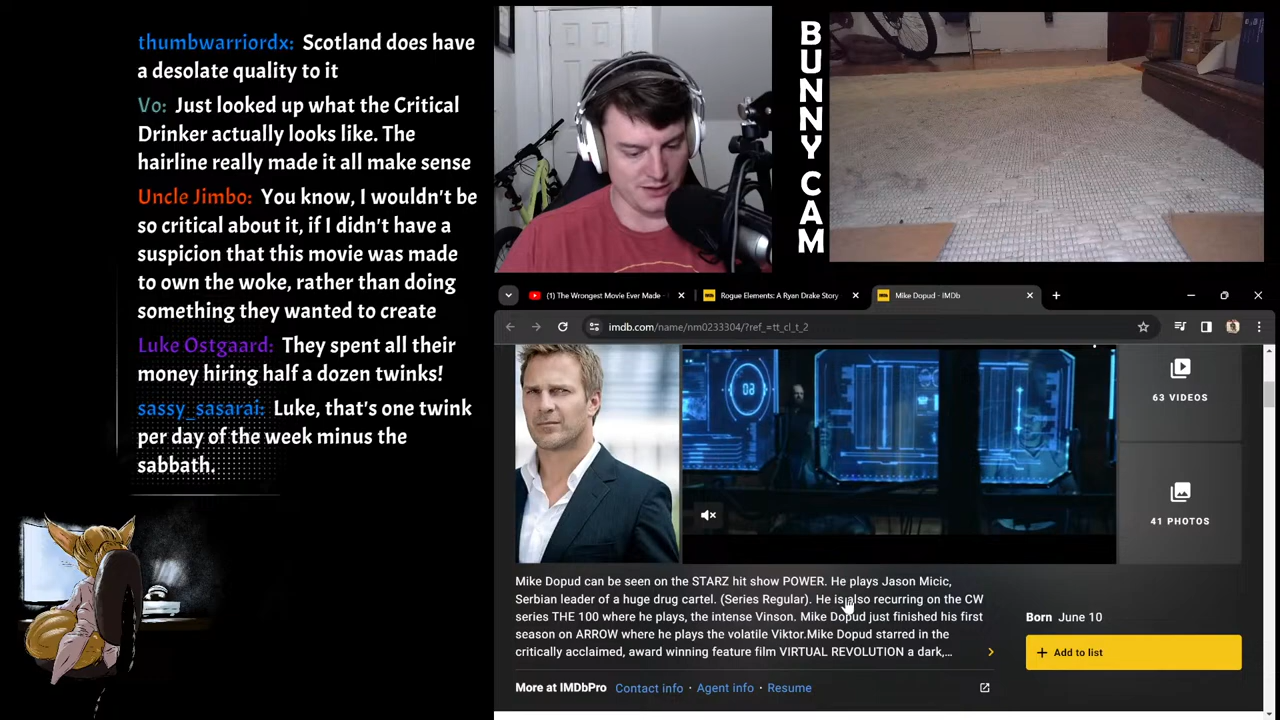 thumbwarriordx: Scotland does have
a desolate quality to it
Vo: Just looked up what the Critical
Drinker actually looks like. The
hairline really made it all make sense
Uncle Jimbo: You know, I wouldn't be
so critical about it, if I didn't have a
suspicion that this movie was made
to own the woke, rather than doing
something they wanted to create
Luke Ostgaard: They spent all their
money hiring half a dozen twinks!
sassy_sasarai: Luke, that's one twink
per day of the week minus the
sabbath.
BUNNY CAM
(1) The Wrongest Movie Ever Made -
Rogue Elements: A Ryan Drake Story
Mike Dopud - IMDb
imdb.com/name/nm0233304/?ref_=tt_cl_t_2
63 VIDEOS
41 PHOTOS
Mike Dopud can be seen on the STARZ hit show POWER. He plays Jason Micic,
Serbian leader of a huge drug cartel. (Series Regular). He is also recurring on the CW
series THE 100 where he plays, the intense Vinson. Mike Dopud just finished his first
season on ARROW where he plays the volatile Viktor.Mike Dopud starred in the
critically acclaimed, award winning feature film VIRTUAL REVOLUTION a dark,...
Born June 10
+ Add to list
More at IMDbPro Contact info · Agent info · Resume